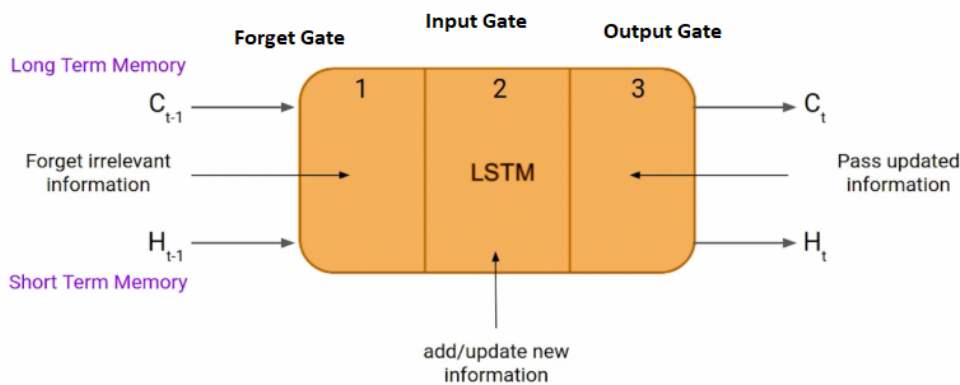 Forget Gate
Input Gate
Output Gate
Long Term Memory
1
2
3
C t-1
C t
Forget irrelevant
information
LSTM
Pass updated
information
H t-1
H t
Short Term Memory
add/update new
information